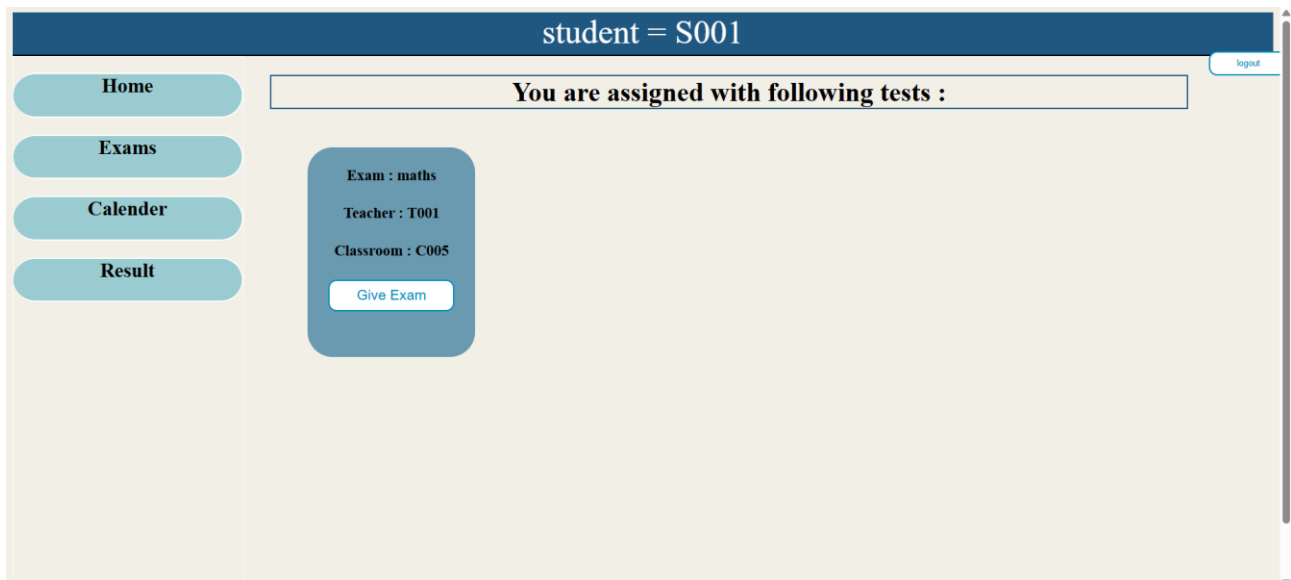 student = S001
logout
Home
Exams
Calender
Result
You are assigned with following tests :
Exam : maths
Teacher : T001
Classroom : C005
Give Exam